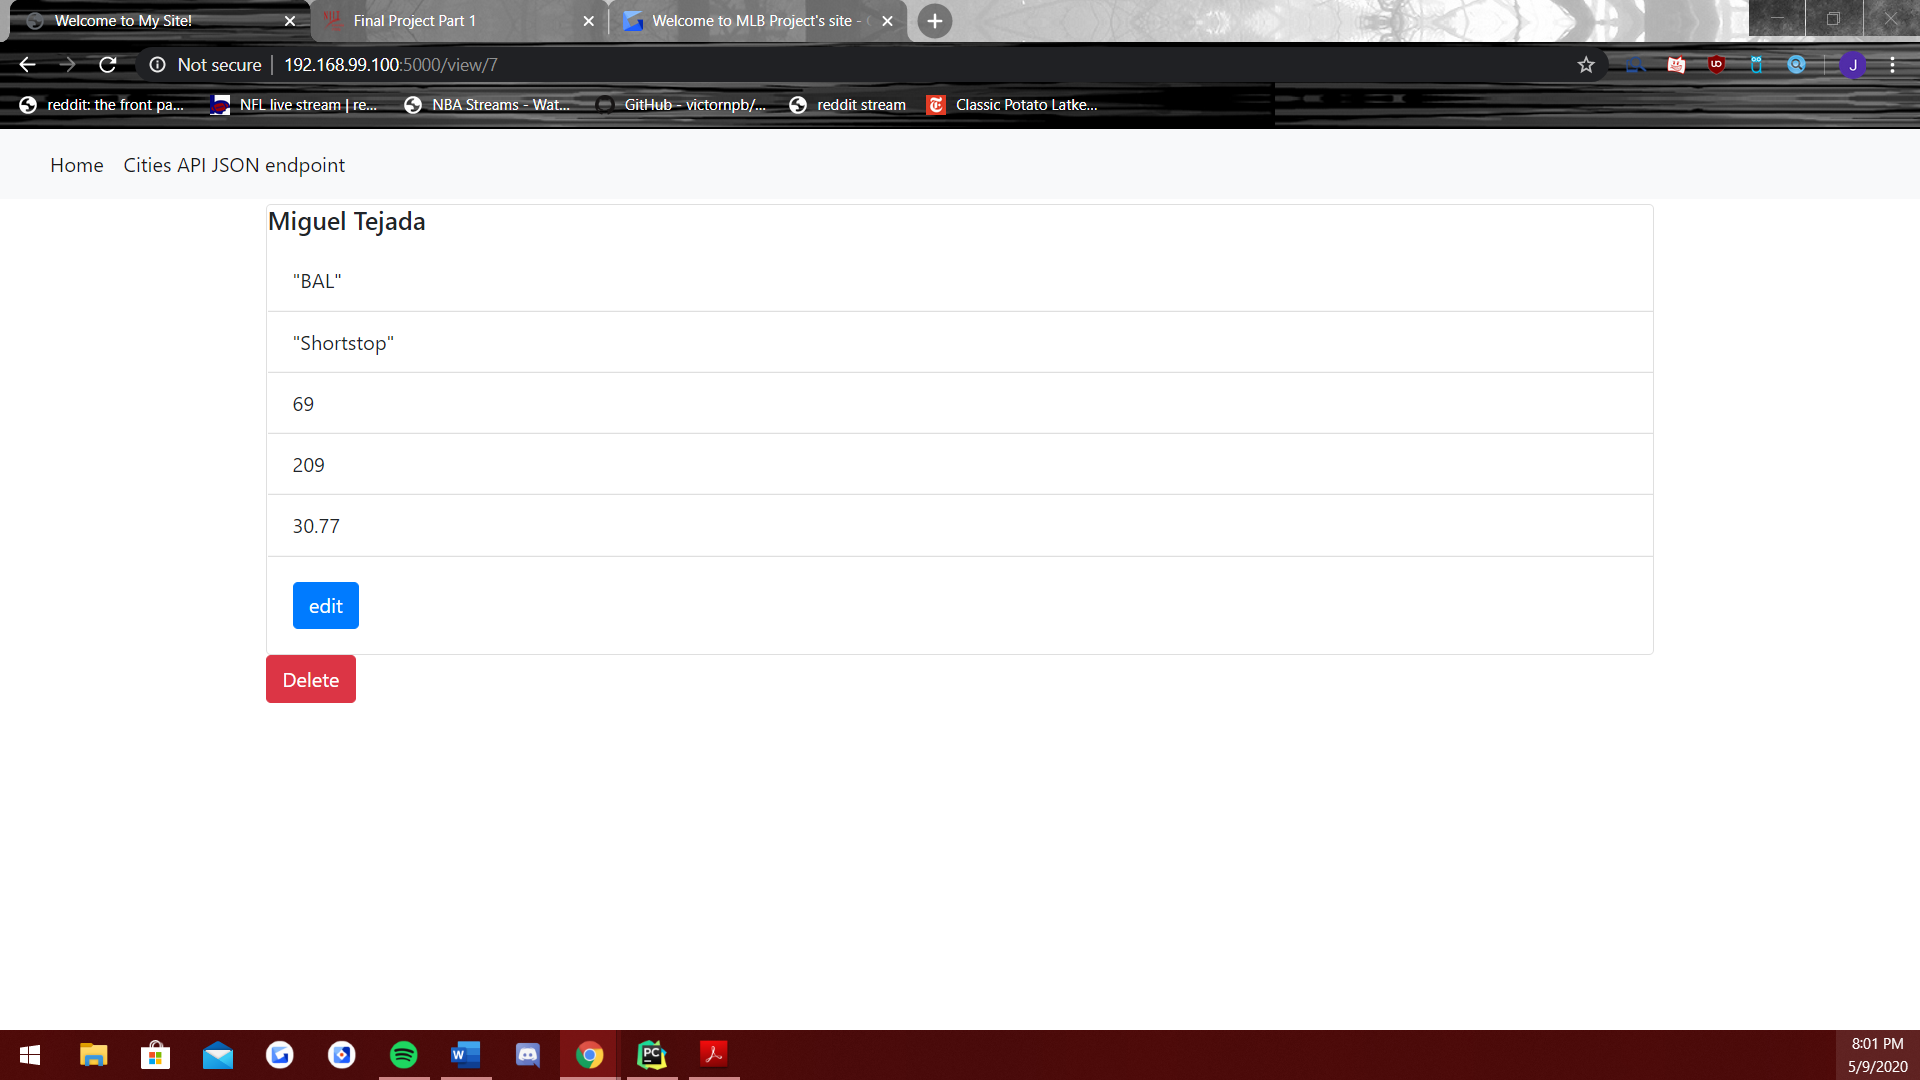 Welcome to My Site!
Final Project Part 1
Welcome to MLB Project's site -
Not secure | 192.168.99.100:5000/view/7
J
reddit: the front pa...
NFL live stream | re...
NBA Streams - Wat...
GitHub - victornpb/...
reddit stream
Classic Potato Latke...
Home
Cities API JSON endpoint
Miguel Tejada
"BAL"
"Shortstop"
69
209
30.77
edit
Delete
8:01 PM
5/9/2020